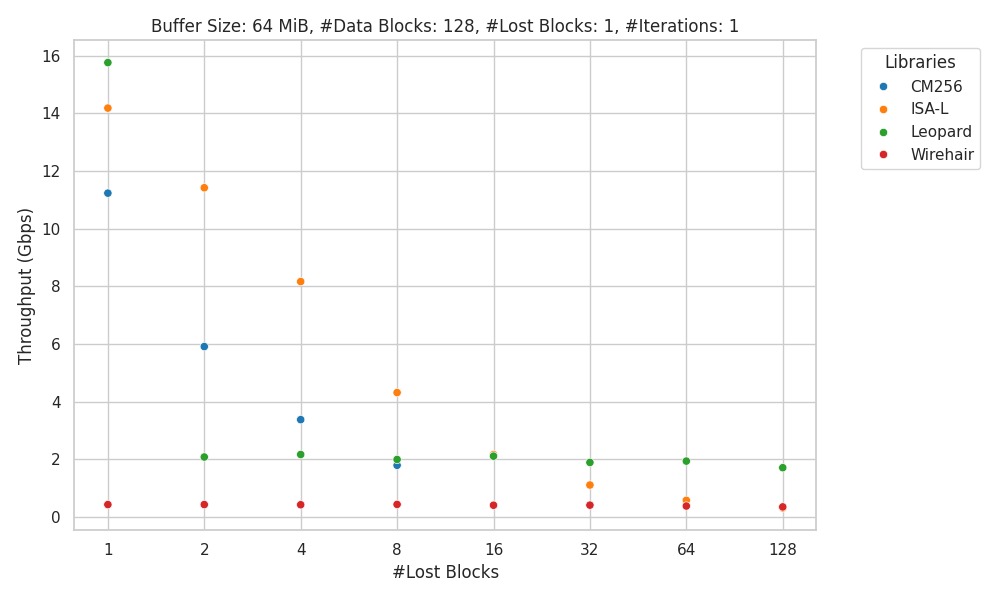 Buffer Size: 64 MiB, #Data Blocks: 128, #Lost Blocks: 1, #Iterations: 1
Libraries
CM256
ISA-L
Leopard
Wirehair
Throughput (Gbps)
16
14
12
10
8
6
4
2
0
1 2 4 8 16 32 64 128
#Lost Blocks